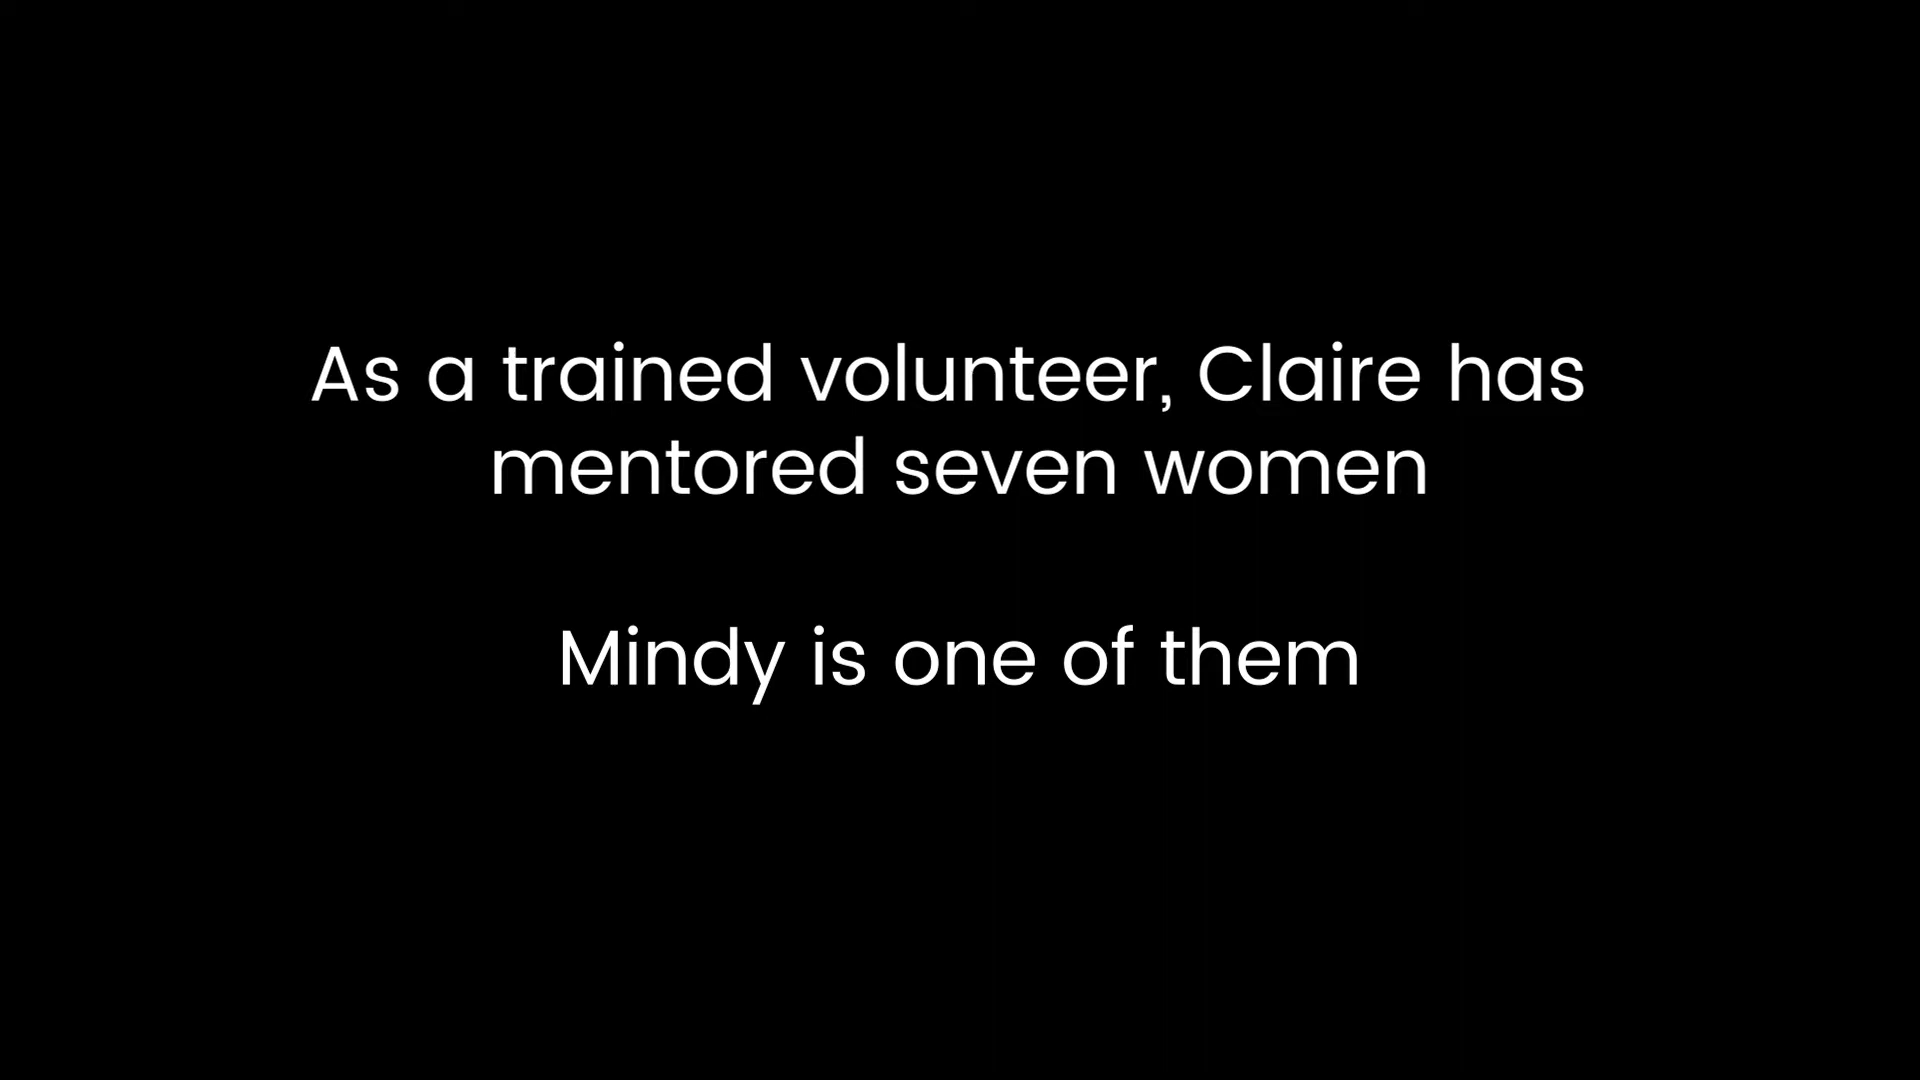 As a trained volunteer, Claire has
mentored seven women
Mindy is one of them